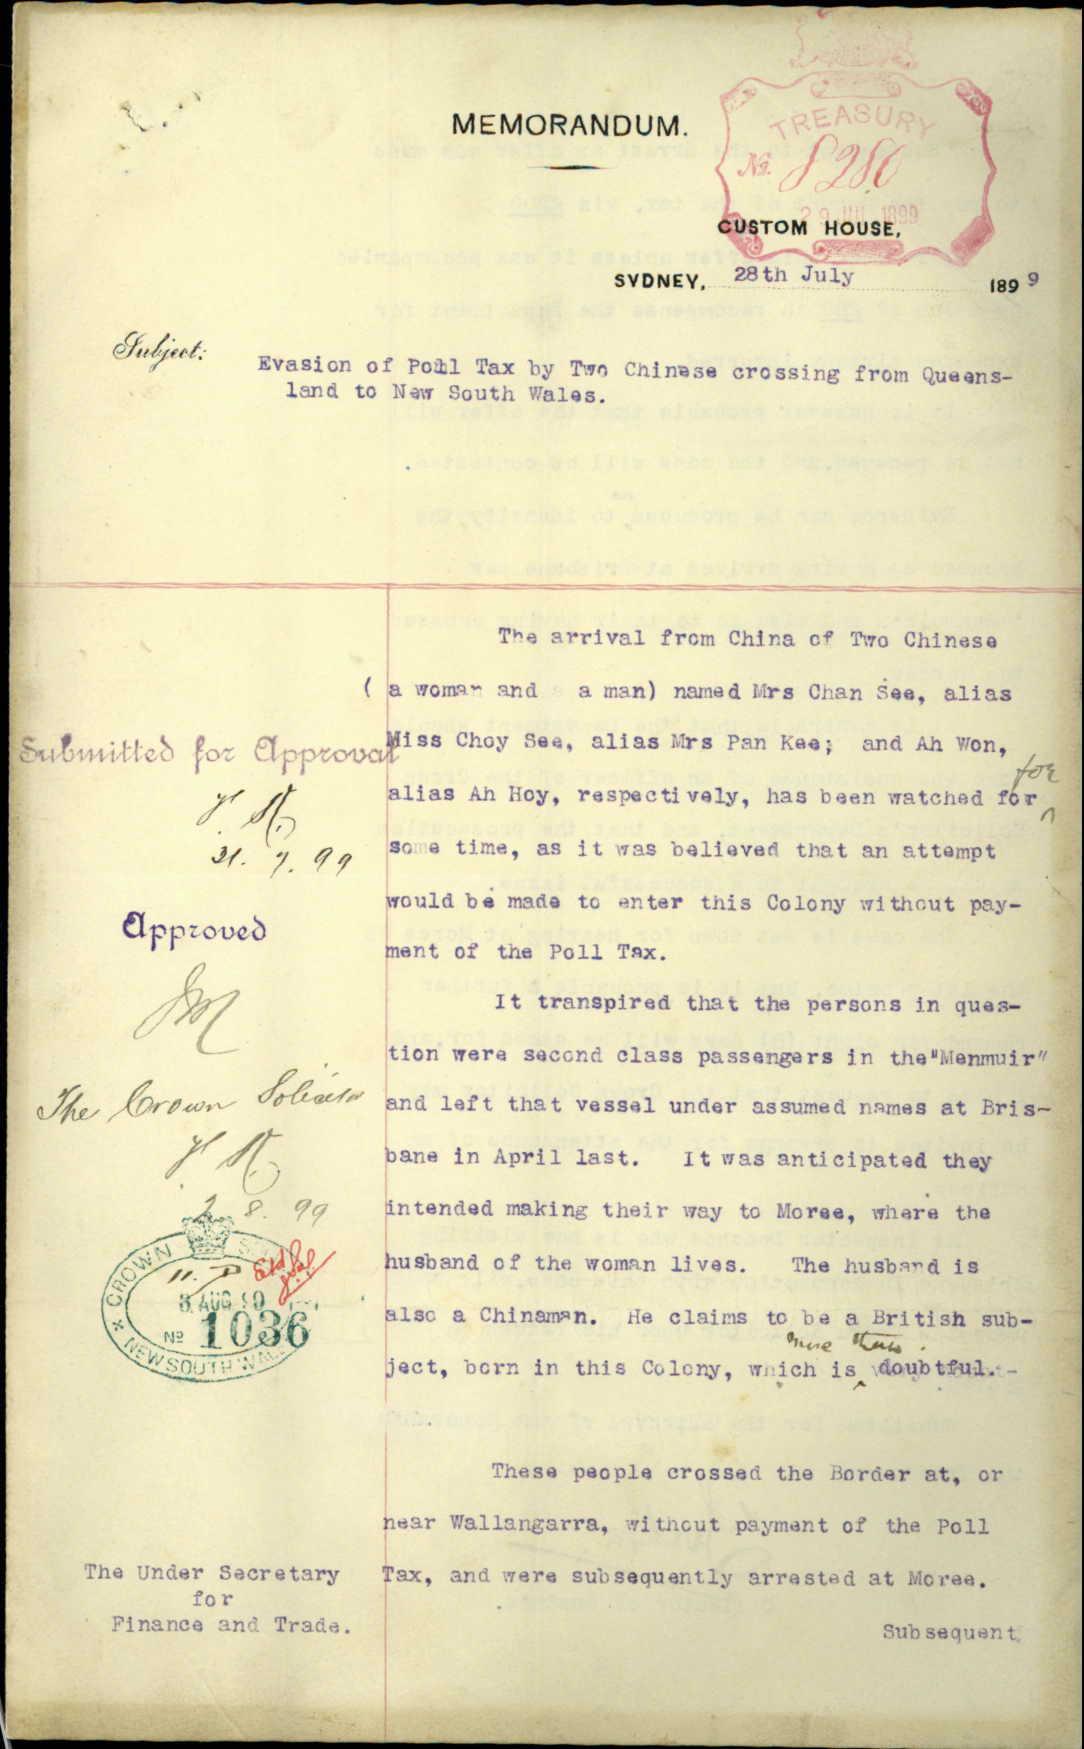 MEMORANDUM.
TREASURY
No. 8280
29 JUL 1899
CUSTOM HOUSE,
SYDNEY, 28th July 1899
Subject:
Evasion of Poll Tax by Two Chinese crossing from Queens-
land to New South Wales.
The arrival from China of Two Chinese
( a woman and a man) named Mrs Chan See, alias
Miss Choy See, alias Mrs Pan Kee; and Ah Won,
alias Ah Hoy, respectively, has been watched for
for
some time, as it was believed that an attempt
would be made to enter this Colony without pay-
ment of the Poll Tax.
It transpired that the persons in ques-
tion were second class passengers in the "Menmuir"
and left that vessel under assumed names at Bris-
bane in April last. It was anticipated they
intended making their way to Moree, where the
husband of the woman lives. The husband is
also a Chinaman. He claims to be a British sub-
more than
ject, born in this Colony, which is doubtful.-
These people crossed the Border at, or
near Wallangarra, without payment of the Poll
Tax, and were subsequently arrested at Moree.
Subsequent
Submitted for Approval
31. 7. 99
Approved
JM
The Crown Solicitor
2 8. 99
CROWN
3 AUG 99
No 1036
NEW SOUTH WALES
The Under Secretary
for
Finance and Trade.